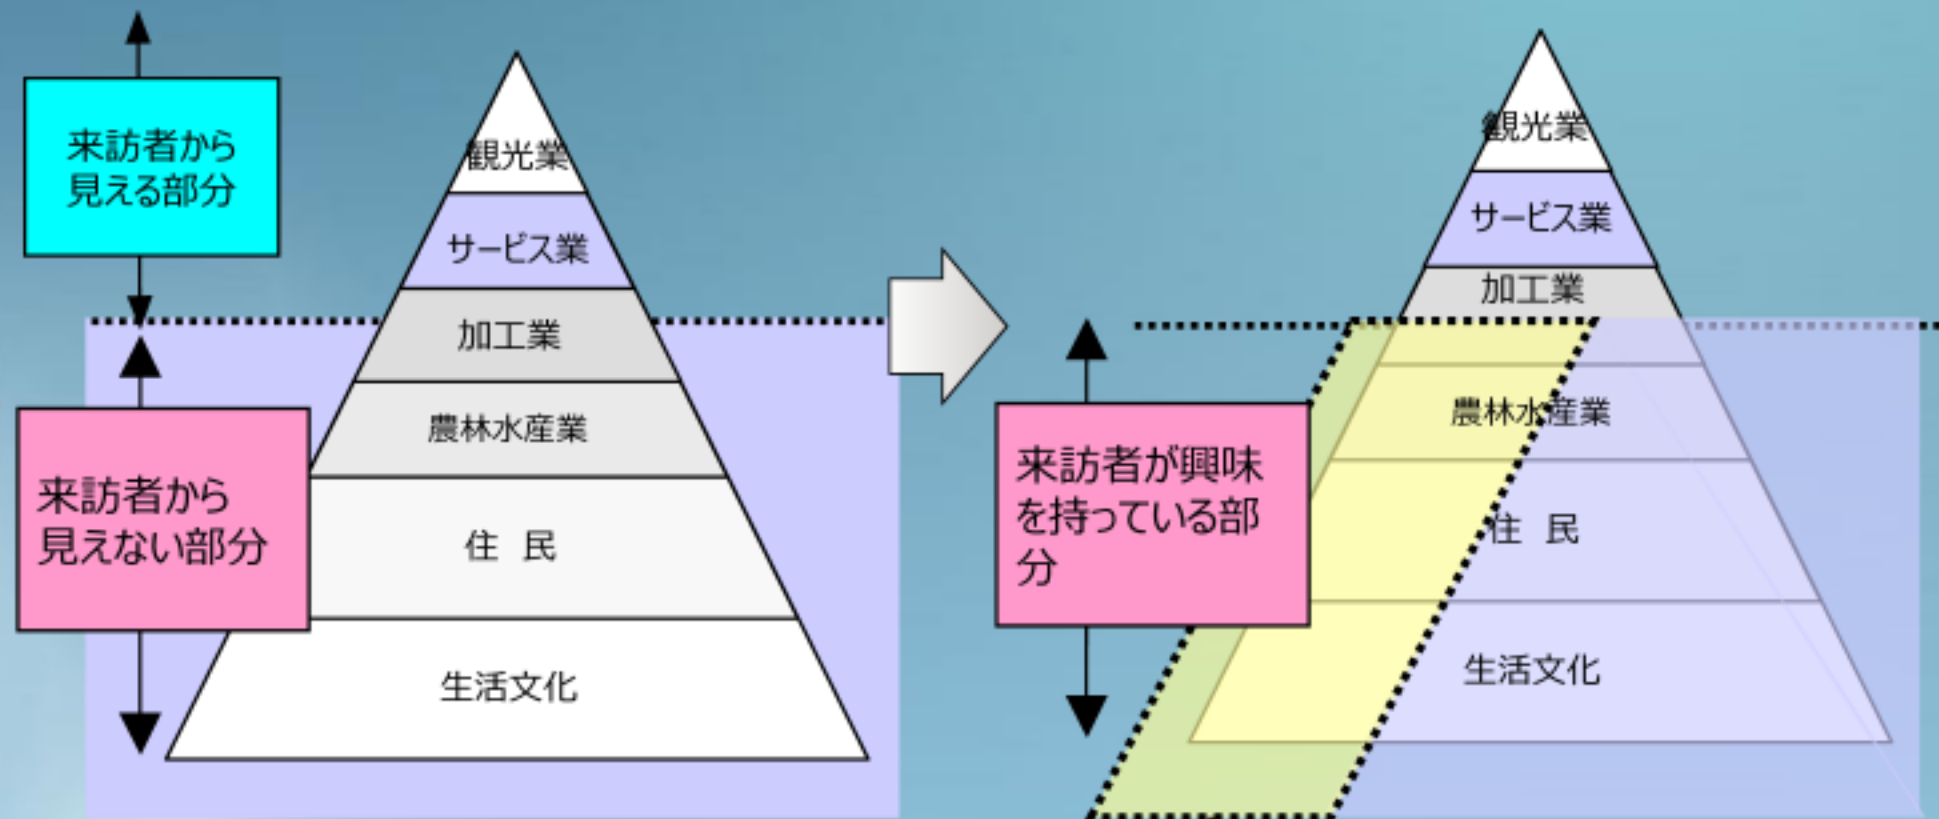 来訪者から
見える部分
観光業
サービス業
加工業
農林水産業
来訪者から
見えない部分
住 民
生活文化
観光業
サービス業
加工業
農林水産業
来訪者が興味
を持っている部
分
住 民
生活文化